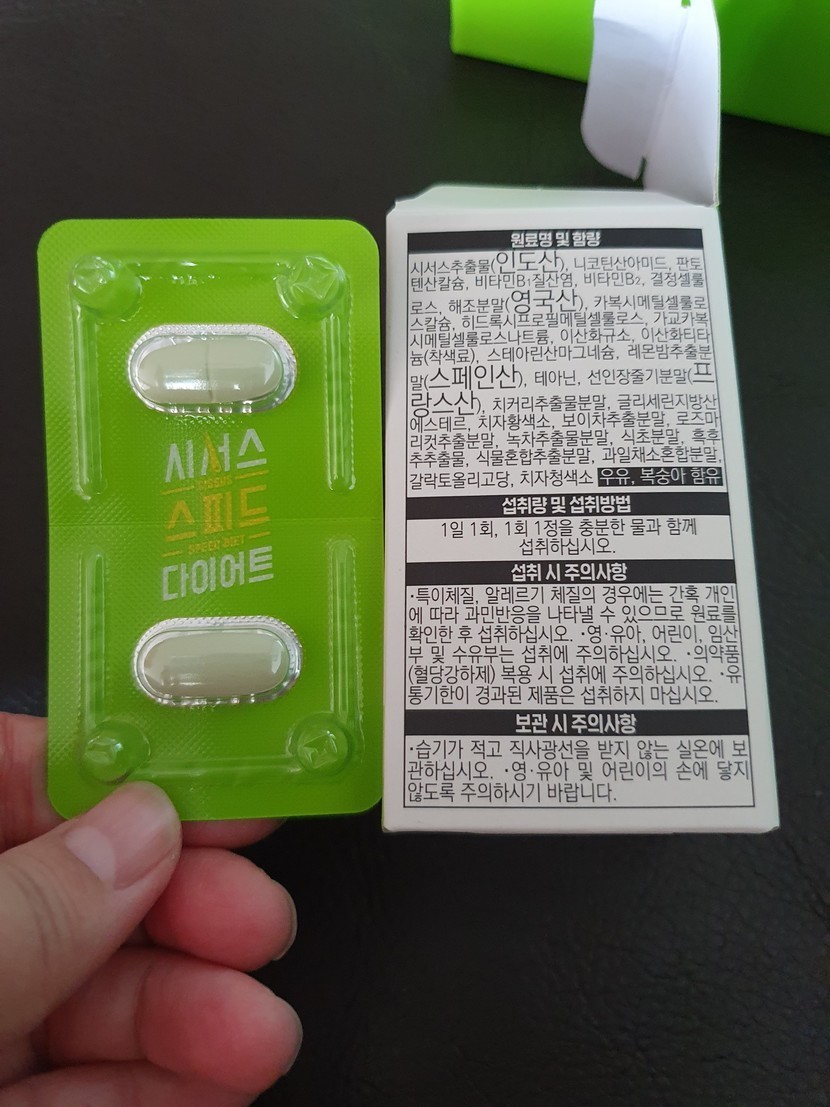 시서스
CISSUS
스피드
SPEED DIET
다이어트
원료명 및 함량
시서스추출물(인도산), 니코틴산아미드, 판토
텐산칼슘, 비타민B₁질산염, 비타민B₂, 결정셀룰
로스, 해조분말(영국산), 카복시메틸셀룰로
스칼슘, 히드록시프로필메틸셀룰로스, 가교카복
시메틸셀룰로스나트륨, 이산화규소, 이산화티타
늄(착색료), 스테아린산마그네슘, 레몬밤추출분
말(스페인산), 테아닌, 선인장줄기분말(프
랑스산), 치커리추출물분말, 글리세린지방산
에스테르, 치자황색소, 보이차추출분말, 로즈마
리컷추출분말, 녹차추출물분말, 식초분말, 흑후
추추출물, 식물혼합추출분말, 과일채소혼합분말,
갈락토올리고당, 치자청색소 우유, 복숭아 함유
섭취량 및 섭취방법
1일 1회, 1회 1정을 충분한 물과 함께
섭취하십시오.
섭취 시 주의사항
·특이체질, 알레르기 체질의 경우에는 간혹 개인
에 따라 과민반응을 나타낼 수 있으므로 원료를
확인한 후 섭취하십시오. ·영·유아, 어린이, 임산
부 및 수유부는 섭취에 주의하십시오. ·의약품
(혈당강하제) 복용 시 섭취에 주의하십시오. ·유
통기한이 경과된 제품은 섭취하지 마십시오.
보관 시 주의사항
·습기가 적고 직사광선을 받지 않는 실온에 보
관하십시오. ·영·유아 및 어린이의 손에 닿지
않도록 주의하시기 바랍니다.